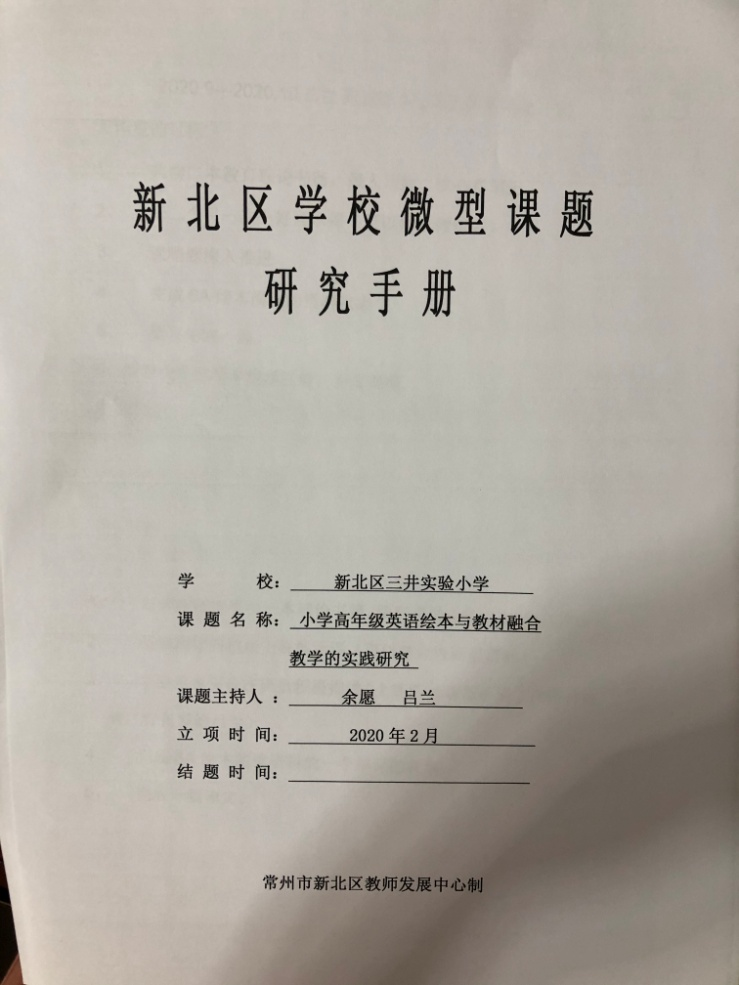 新北区学校微型课题
研究手册
学 校： 新北区三井实验小学
课 题 名 称： 小学高年级英语绘本与教材融合
教学的实践研究
课题主持人 ： 余愿 吕兰
立 项 时 间： 2020 年 2 月
结 题 时 间：
常州市新北区教师发展中心制